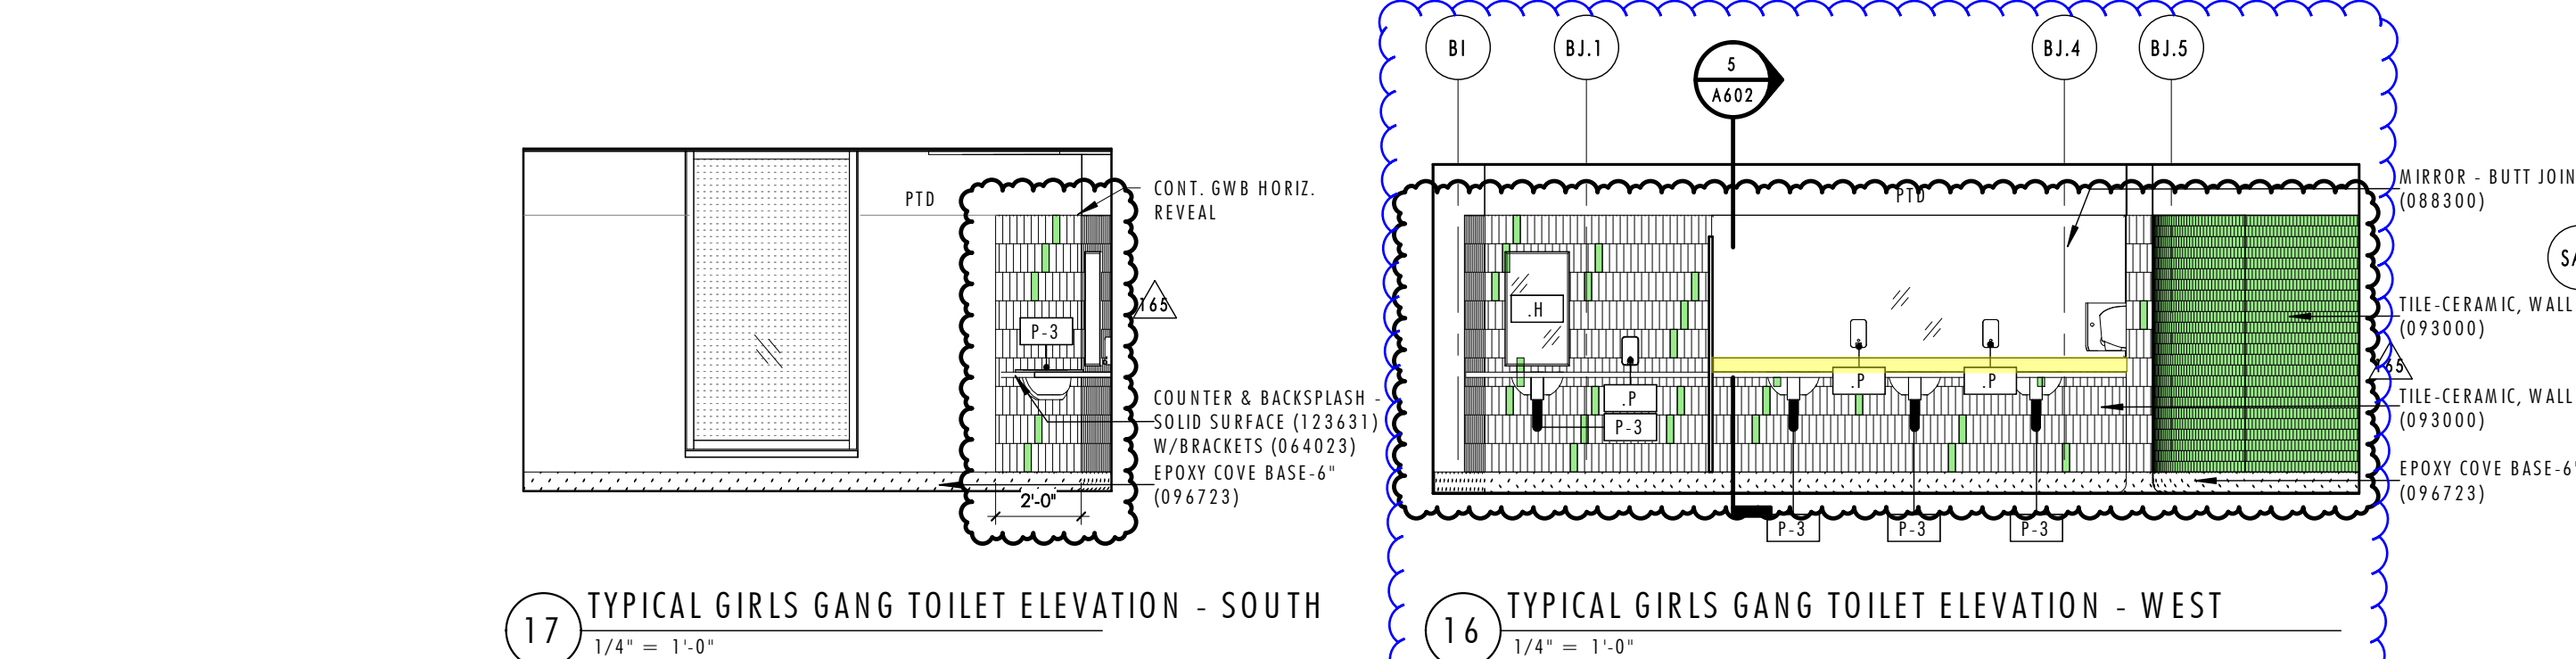 PTD
CONT. GWB HORIZ.
REVEAL
165
P-3
COUNTER & BACKSPLASH -
SOLID SURFACE (123631)
W/BRACKETS (064023)
EPOXY COVE BASE-6"
(096723)
2'-0"
17
TYPICAL GIRLS GANG TOILET ELEVATION - SOUTH
1/4" = 1'-0"
BI
BJ.1
5
A602
BJ.4
BJ.5
PTD
MIRROR - BUTT JOIN
(088300)
.H
.P
P-3
.P
.P
TILE-CERAMIC, WALL
(093000)
165
TILE-CERAMIC, WALL
(093000)
EPOXY COVE BASE-6"
(096723)
P-3
P-3
P-3
16
TYPICAL GIRLS GANG TOILET ELEVATION - WEST
1/4" = 1'-0"